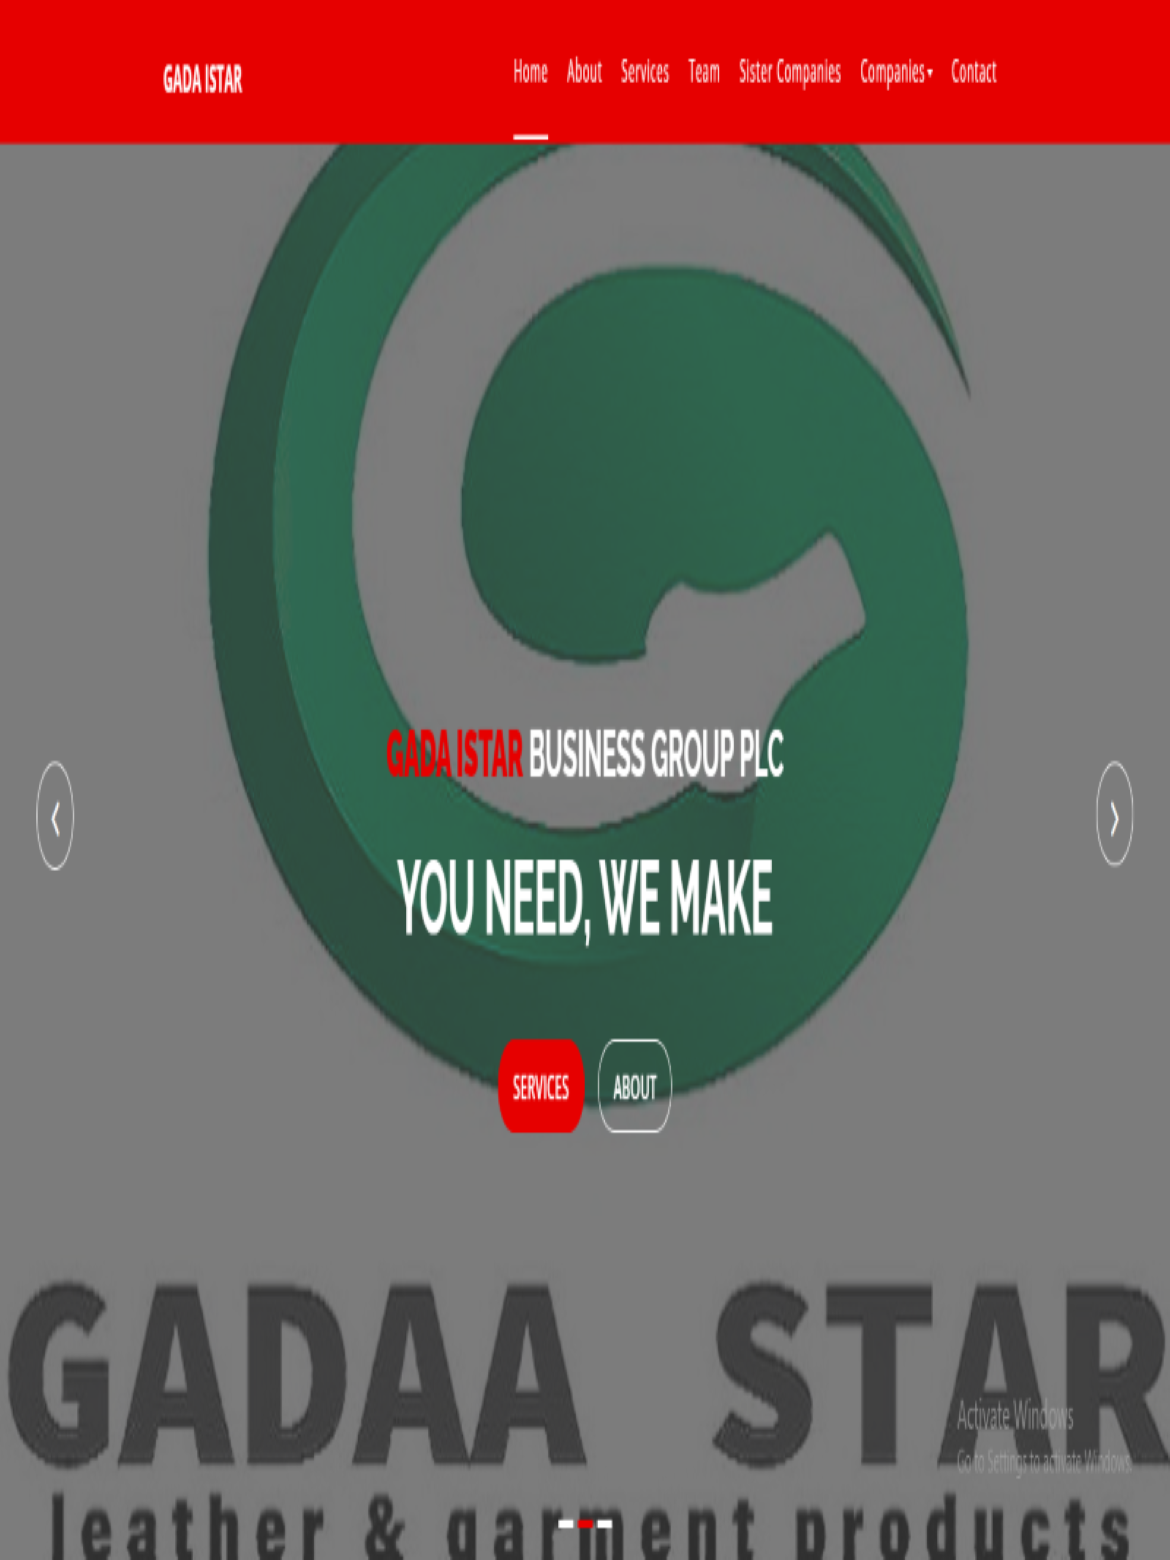 GADA ISTAR
Home About Services Team Sister Companies Companies Contact
GADA ISTAR BUSINESS GROUP PLC
YOU NEED, WE MAKE
SERVICES ABOUT
GADAA STAR
Activate Windows
Go to Settings to activate Windows.
leather & garment products